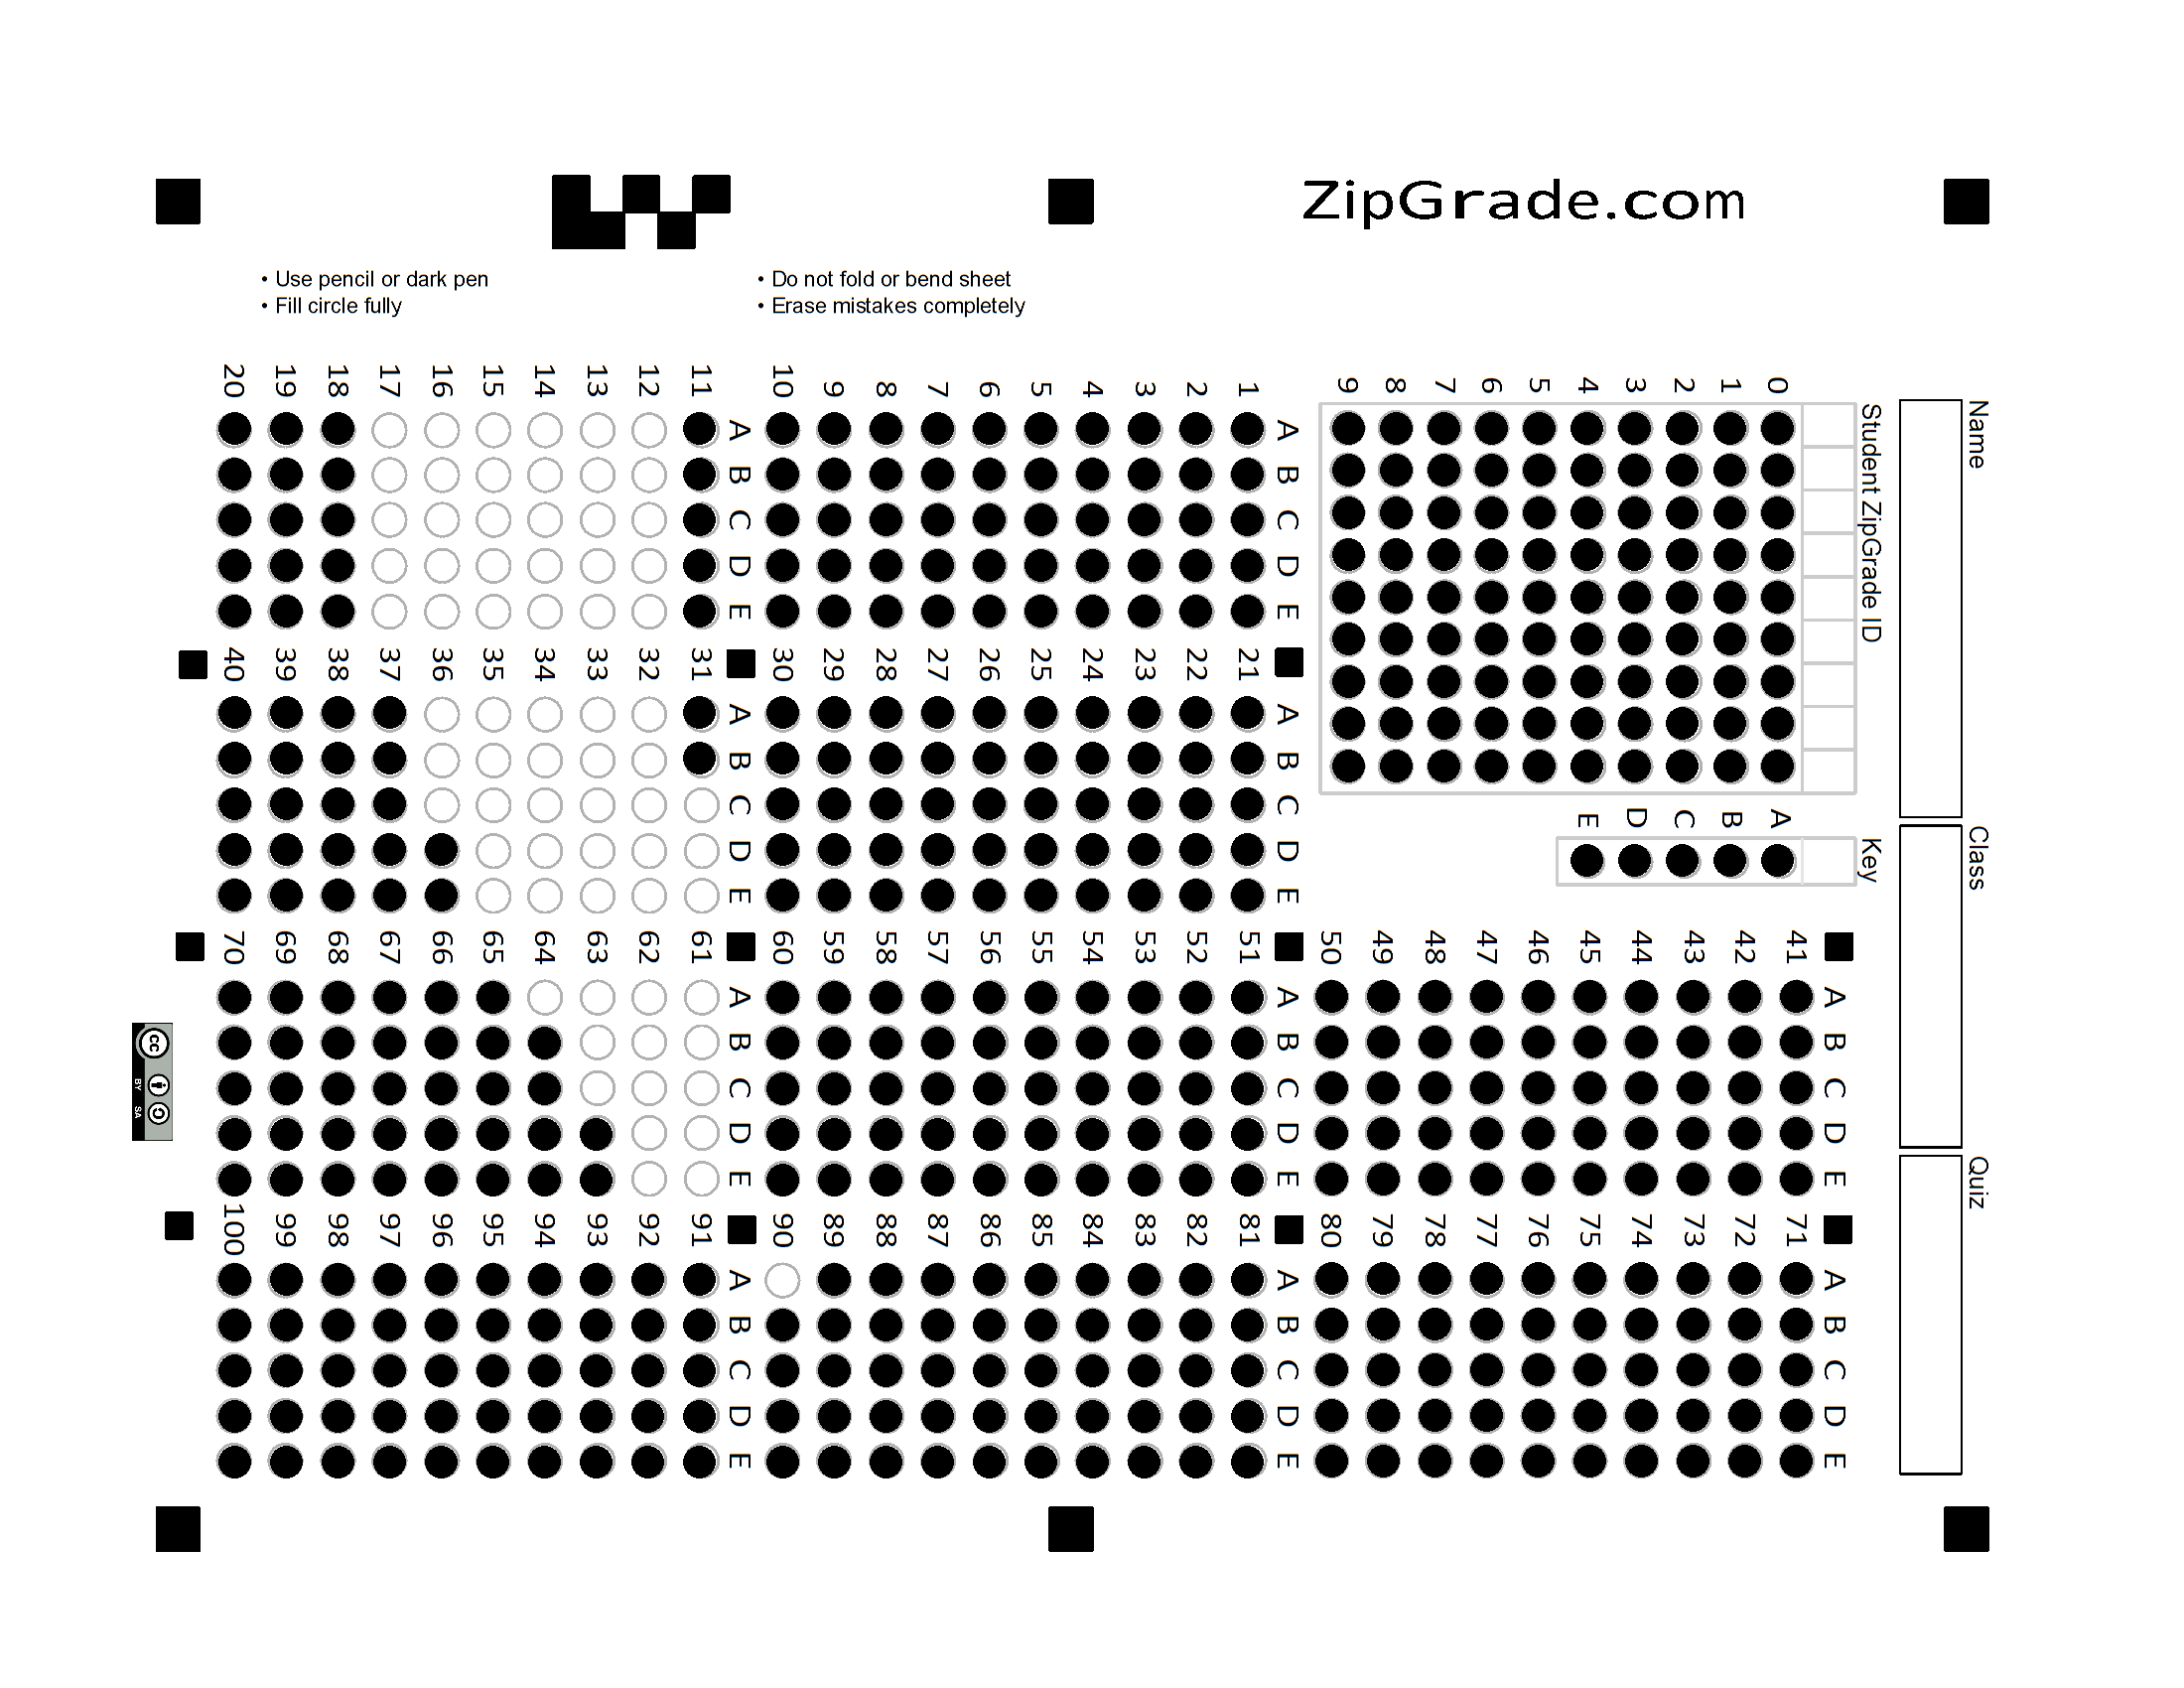 ZipGrade.com
• Use pencil or dark pen
• Fill circle fully
• Do not fold or bend sheet
• Erase mistakes completely
Name
Class
Quiz
Student ZipGrade ID
0 1 2 3 4 5 6 7 8 9
Key
A B C D E
A B C D E
1 2 3 4 5 6 7 8 9 10
A B C D E
11 12 13 14 15 16 17 18 19 20
A B C D E
21 22 23 24 25 26 27 28 29 30
A B C D E
31 32 33 34 35 36 37 38 39 40
A B C D E
41 42 43 44 45 46 47 48 49 50
A B C D E
51 52 53 54 55 56 57 58 59 60
A B C D E
61 62 63 64 65 66 67 68 69 70
A B C D E
71 72 73 74 75 76 77 78 79 80
A B C D E
81 82 83 84 85 86 87 88 89 90
A B C D E
91 92 93 94 95 96 97 98 99 100
cc BY SA